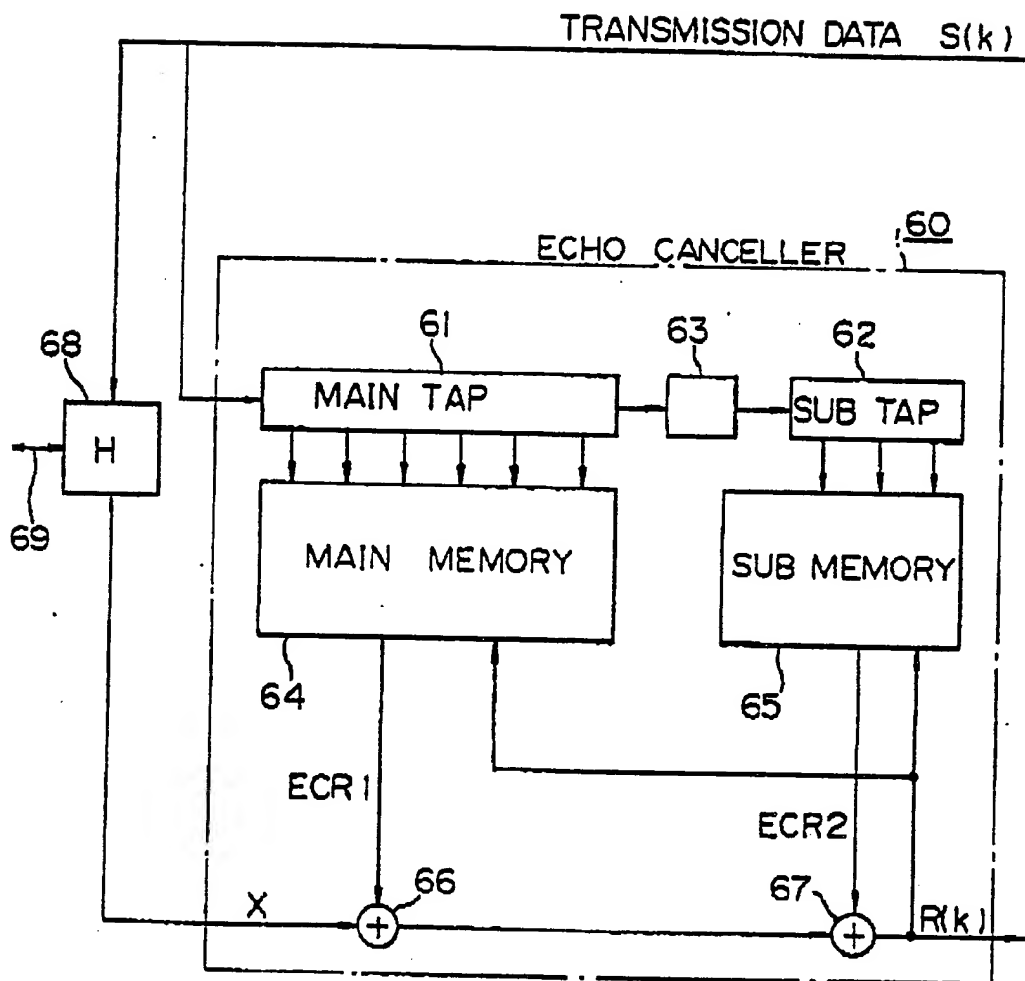 TRANSMISSION DATA S(k)
60
ECHO CANCELLER
61
63
62
68
MAIN TAP
SUB TAP
H
69
MAIN MEMORY
SUB MEMORY
64
65
ECR1
ECR2
66
67
X
+
+
R(k)